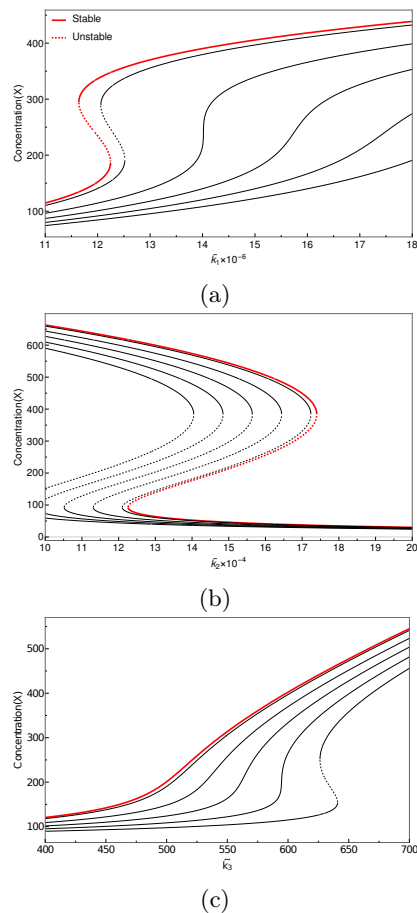 Stable
Unstable
Concentration(X)
400
300
200
100
11 12 13 14 15 16 17 18
k̃₁×10⁻⁶
(a)
Concentration(X)
600
500
400
300
200
100
0
10 11 12 13 14 15 16 17 18 19 20
k̃₂×10⁻⁴
(b)
Concentration(X)
500
400
300
200
100
400 450 500 550 600 650 700
k̃₃
(c)